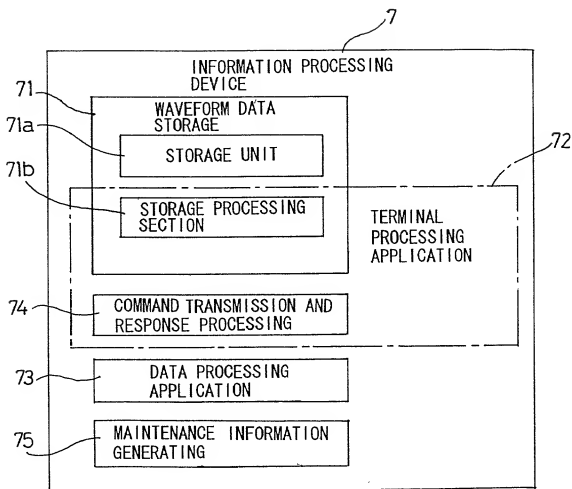 7
INFORMATION PROCESSING
DEVICE
71
WAVEFORM DATA
STORAGE
71a
STORAGE UNIT
72
71b
STORAGE PROCESSING
SECTION
TERMINAL
PROCESSING
APPLICATION
74
COMMAND TRANSMISSION AND
RESPONSE PROCESSING
73
DATA PROCESSING
APPLICATION
75
MAINTENANCE INFORMATION
GENERATING